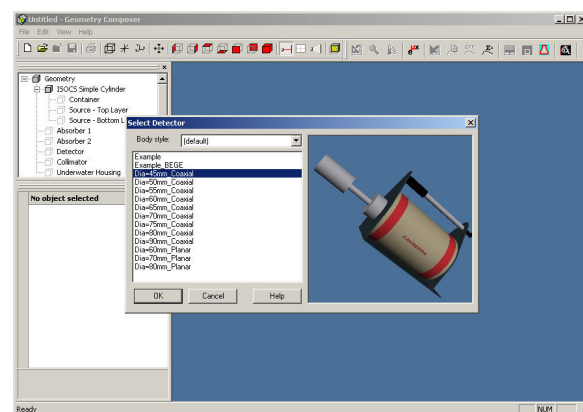 Untitled - Geometry Composer
File Edit View Help
Geometry
ISOCS Simple Cylinder
Container
Source - Top Layer
Source - Bottom L
Absorber 1
Absorber 2
Detector
Collimator
Underwater Housing
No object selected
Select Detector
Body style: (default)
Example
Example_BEGE
Dia=45mm_Coaxial
Dia=50mm_Coaxial
Dia=55mm_Coaxial
Dia=60mm_Coaxial
Dia=65mm_Coaxial
Dia=70mm_Coaxial
Dia=75mm_Coaxial
Dia=80mm_Coaxial
Dia=90mm_Coaxial
Dia=60mm_Planar
Dia=70mm_Planar
Dia=80mm_Planar
CANBERRA
OK Cancel Help
Ready NUM